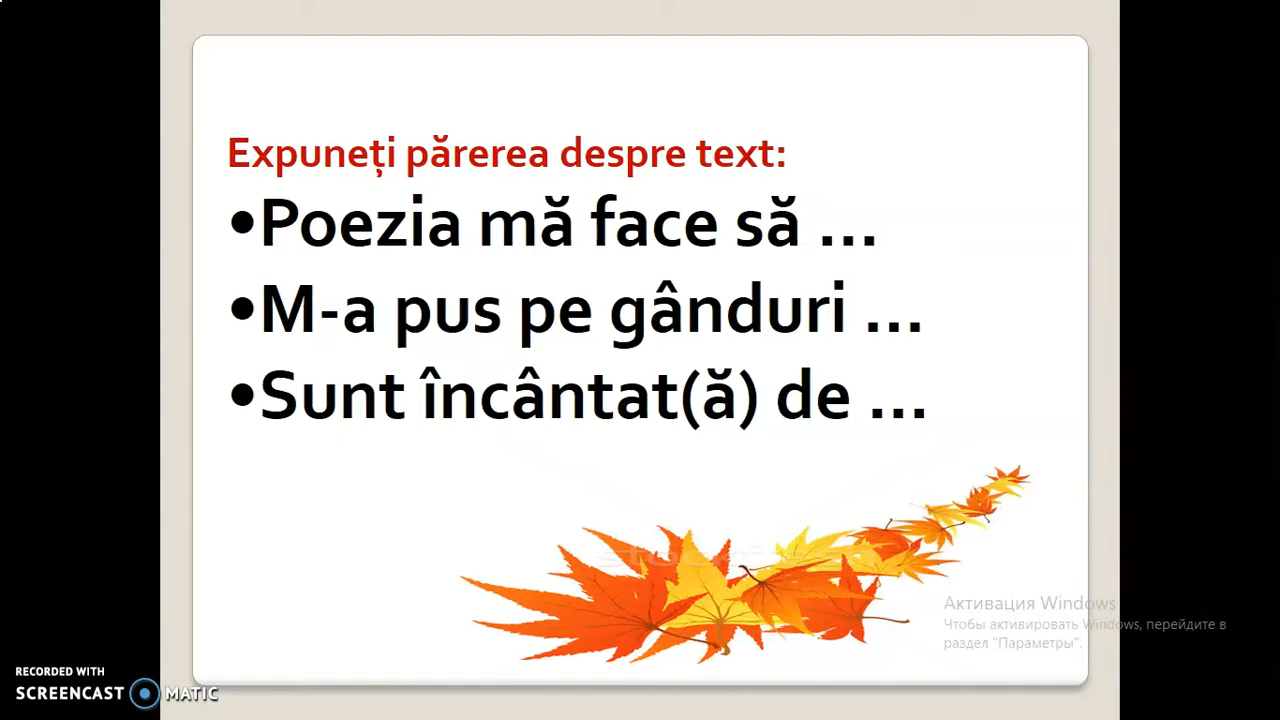 Expuneți părerea despre text:
•Poezia mă face să ...
•M-a pus pe gânduri ...
•Sunt încântat(ă) de ...
Активация Windows
Чтобы активировать Windows, перейдите в
раздел "Параметры".
RECORDED WITH
SCREENCAST MATIC